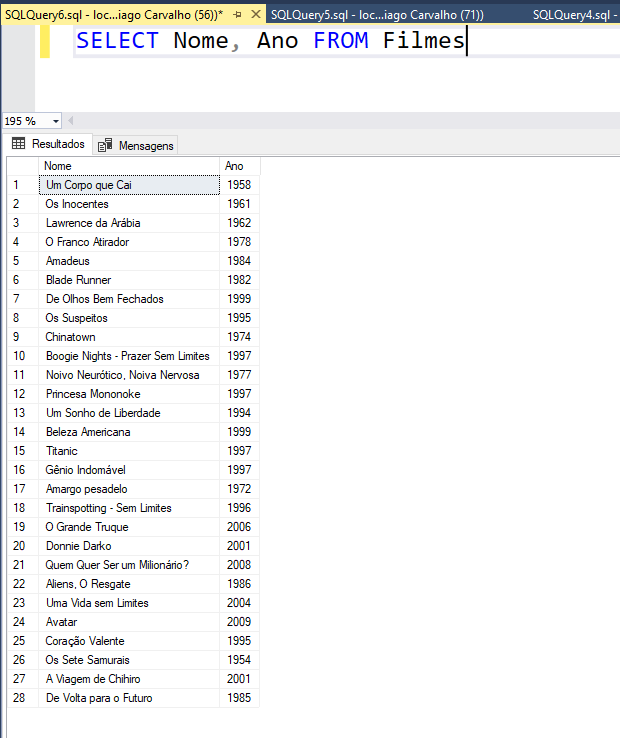 SQLQuery6.sql - loc...iago Carvalho (56))* SQLQuery5.sql - loc...iago Carvalho (71)) SQLQuery4.sql -
SELECT Nome, Ano FROM Filmes
195 %
Resultados Mensagens
Nome Ano
1 Um Corpo que Cai 1958
2 Os Inocentes 1961
3 Lawrence da Arábia 1962
4 O Franco Atirador 1978
5 Amadeus 1984
6 Blade Runner 1982
7 De Olhos Bem Fechados 1999
8 Os Suspeitos 1995
9 Chinatown 1974
10 Boogie Nights - Prazer Sem Limites 1997
11 Noivo Neurótico, Noiva Nervosa 1977
12 Princesa Mononoke 1997
13 Um Sonho de Liberdade 1994
14 Beleza Americana 1999
15 Titanic 1997
16 Gênio Indomável 1997
17 Amargo pesadelo 1972
18 Trainspotting - Sem Limites 1996
19 O Grande Truque 2006
20 Donnie Darko 2001
21 Quem Quer Ser um Milionário? 2008
22 Aliens, O Resgate 1986
23 Uma Vida sem Limites 2004
24 Avatar 2009
25 Coração Valente 1995
26 Os Sete Samurais 1954
27 A Viagem de Chihiro 2001
28 De Volta para o Futuro 1985